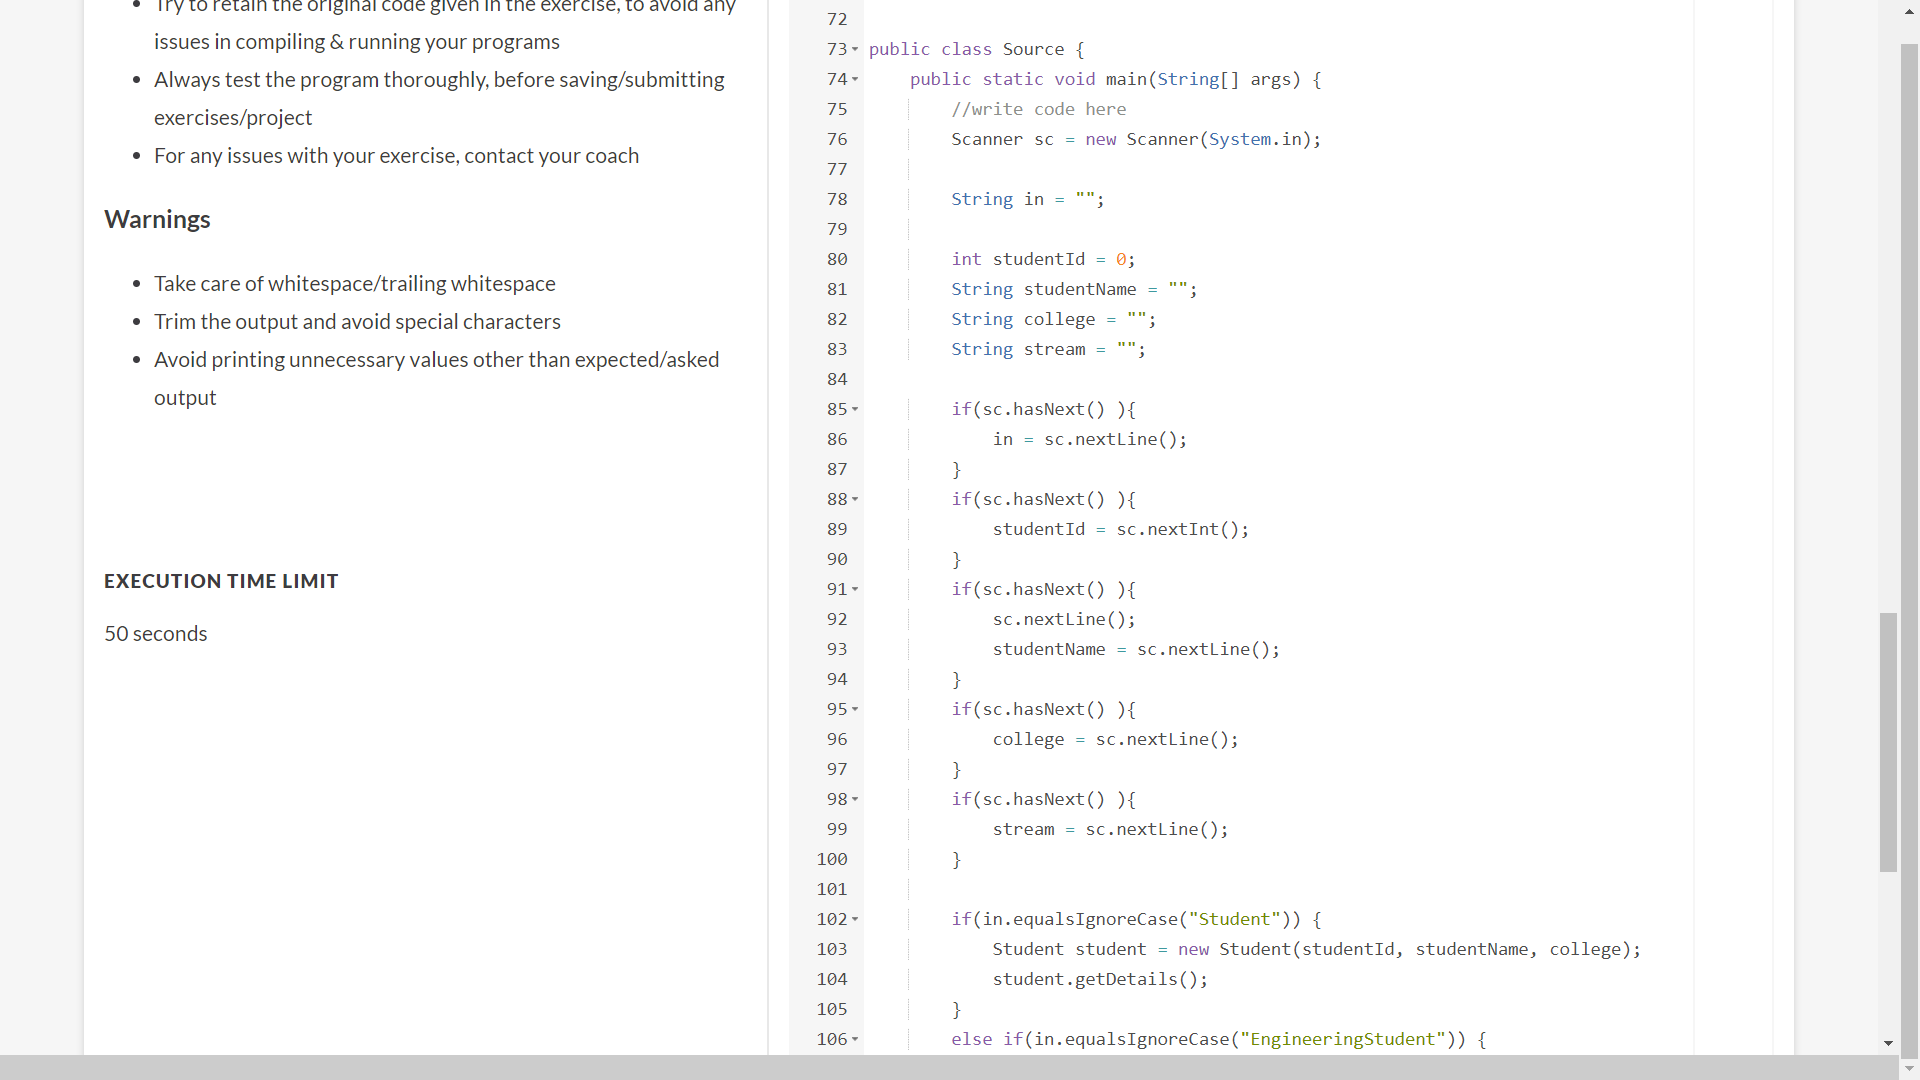 Try to retain the original code given in the exercise, to avoid any
issues in compiling & running your programs
Always test the program thoroughly, before saving/submitting
exercises/project
For any issues with your exercise, contact your coach
Warnings
Take care of whitespace/trailing whitespace
Trim the output and avoid special characters
Avoid printing unnecessary values other than expected/asked
output
EXECUTION TIME LIMIT
50 seconds
72
73 public class Source {
74     public static void main(String[] args) {
75         //write code here
76         Scanner sc = new Scanner(System.in);
77
78         String in = "";
79
80         int studentId = 0;
81         String studentName = "";
82         String college = "";
83         String stream = "";
84
85         if(sc.hasNext() ){
86             in = sc.nextLine();
87         }
88         if(sc.hasNext() ){
89             studentId = sc.nextInt();
90         }
91         if(sc.hasNext() ){
92             sc.nextLine();
93             studentName = sc.nextLine();
94         }
95         if(sc.hasNext() ){
96             college = sc.nextLine();
97         }
98         if(sc.hasNext() ){
99             stream = sc.nextLine();
100         }
101
102         if(in.equalsIgnoreCase("Student")) {
103             Student student = new Student(studentId, studentName, college);
104             student.getDetails();
105         }
106         else if(in.equalsIgnoreCase("EngineeringStudent")) {